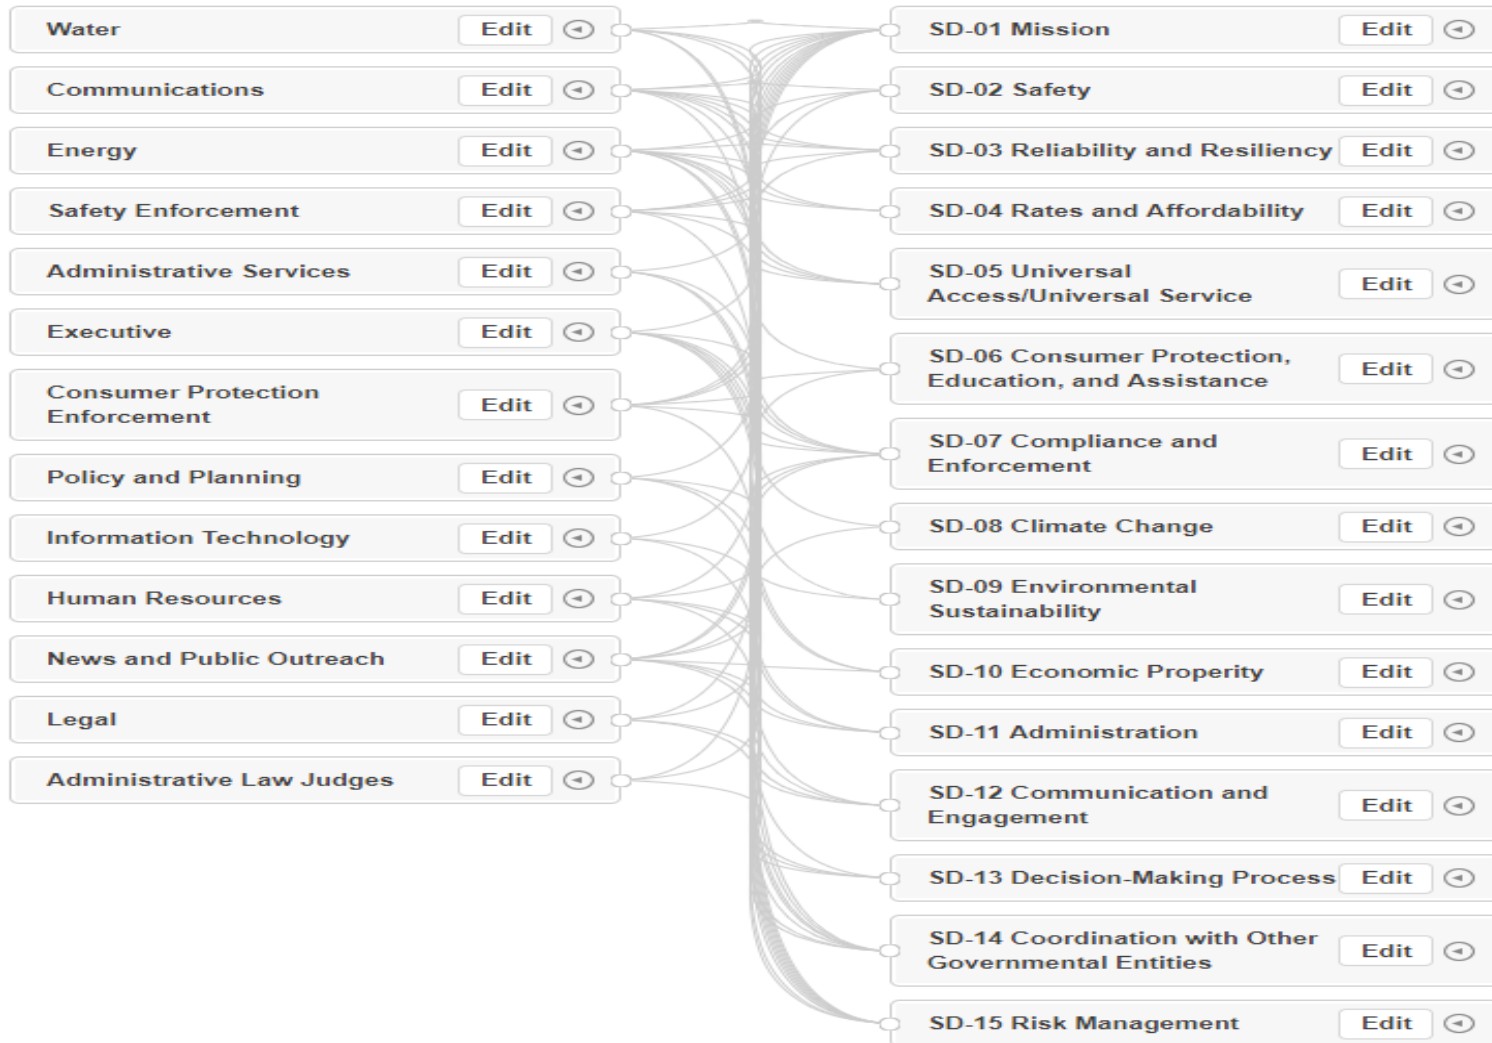 Water Edit
Communications Edit
Energy Edit
Safety Enforcement Edit
Administrative Services Edit
Executive Edit
Consumer Protection
Enforcement Edit
Policy and Planning Edit
Information Technology Edit
Human Resources Edit
News and Public Outreach Edit
Legal Edit
Administrative Law Judges Edit
SD-01 Mission Edit
SD-02 Safety Edit
SD-03 Reliability and Resiliency Edit
SD-04 Rates and Affordability Edit
SD-05 Universal
Access/Universal Service Edit
SD-06 Consumer Protection,
Education, and Assistance Edit
SD-07 Compliance and
Enforcement Edit
SD-08 Climate Change Edit
SD-09 Environmental
Sustainability Edit
SD-10 Economic Properity Edit
SD-11 Administration Edit
SD-12 Communication and
Engagement Edit
SD-13 Decision-Making Process Edit
SD-14 Coordination with Other
Governmental Entities Edit
SD-15 Risk Management Edit